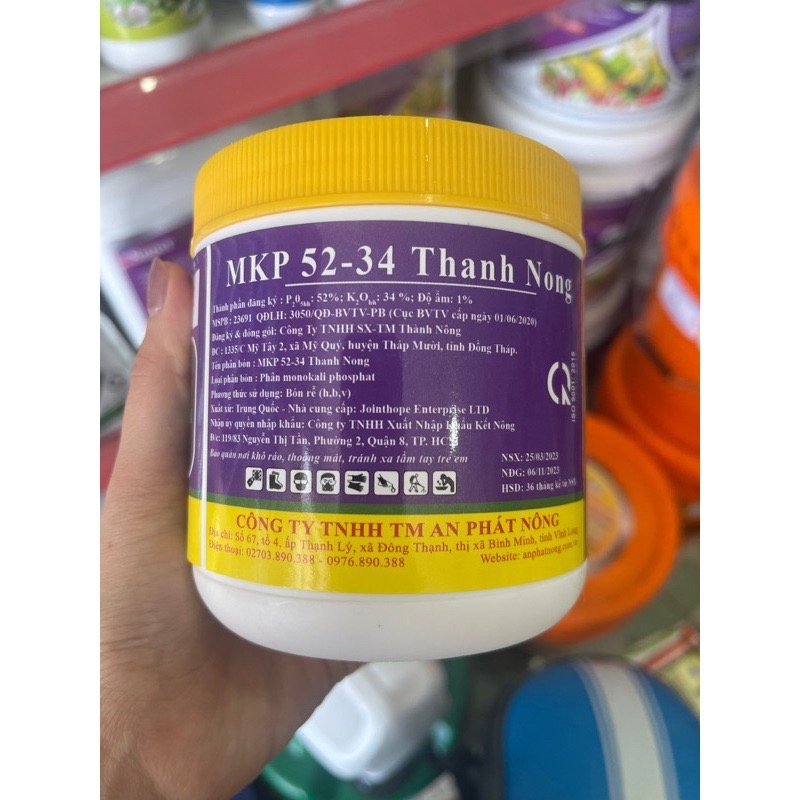 MKP 52-34 Thanh Nong
Thành phần đăng ký : P₂0₅hh: 52%; K₂Ohh: 34 %; Độ ẩm: 1%
MSPB : 23691 QĐLH: 3050/QĐ-BVTV-PB (Cục BVTV cấp ngày 01/06/2020)
Đăng ký & đóng gói: Công Ty TNHH SX-TM Thành Nông
ĐC : 1335/C Mỹ Tây 2, xã Mỹ Quý, huyện Tháp Mười, tỉnh Đồng Tháp.
Tên phân bón : MKP 52-34 Thanh Nong
Loại phân bón : Phân monokali phosphat
Phương thức sử dụng: Bón rễ (h,b,v)
Xuất xứ: Trung Quốc - Nhà cung cấp: Jointhope Enterprise LTD
Nhận ủy quyền nhập khẩu: Công ty TNHH Xuất Nhập Khẩu Kết Nông
Đ/c: 119/83 Nguyễn Thị Tần, Phường 2, Quận 8, TP. HCM
Bảo quản nơi khô ráo, thoáng mát, tránh xa tầm tay trẻ em
NSX: 25/03/2023
NĐG: 06/11/2023
HSD: 36 tháng kể từ NSX
ISO 9001:2015
CÔNG TY TNHH TM AN PHÁT NÔNG
Địa chỉ: Số 67, tổ 4, ấp Thạnh Lý, xã Đông Thạnh, thị xã Bình Minh, tỉnh Vĩnh Long
Điện thoại: 02703.890.388 - 0976.890.388 Website: anphatnong.com.vn